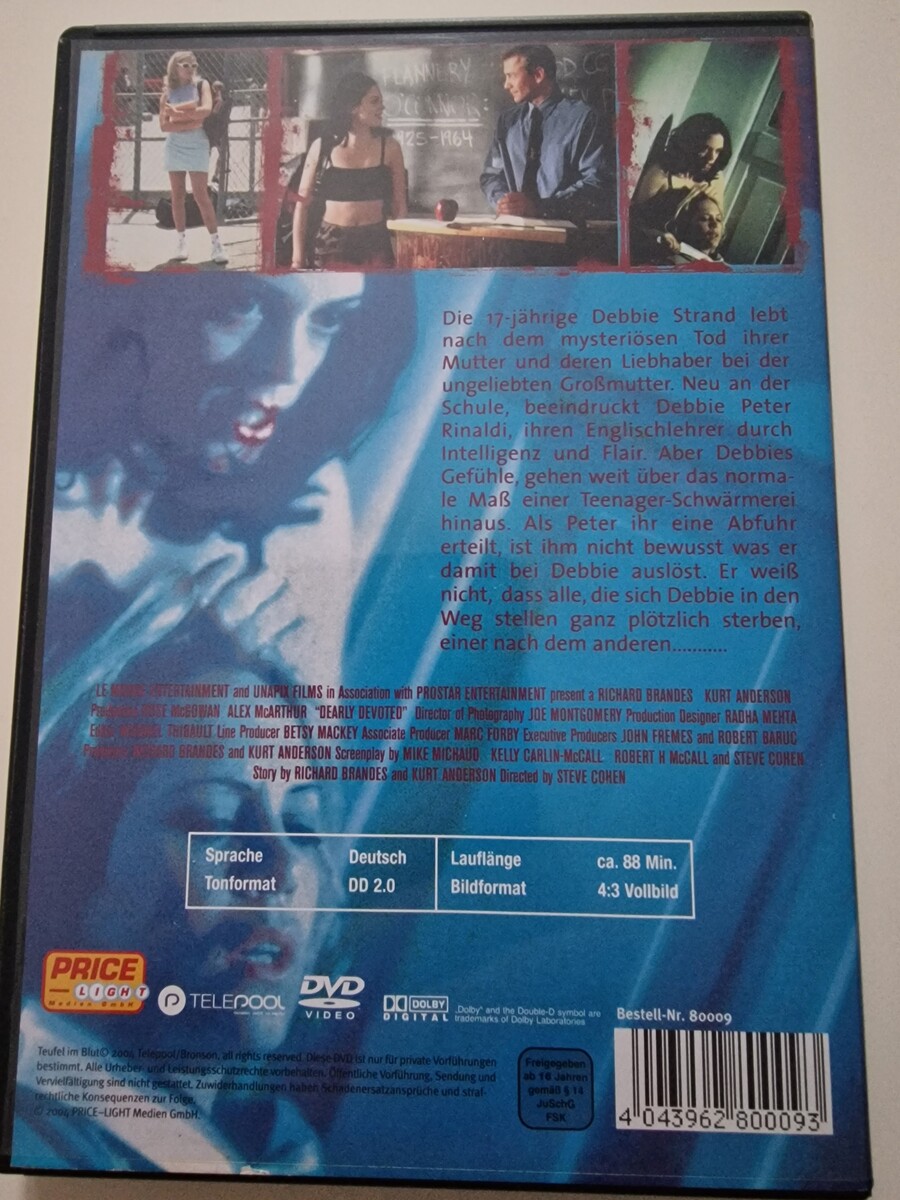 FLANNERY
O'CONNOR:
1925-1964
Die 17-jährige Debbie Strand lebt
nach dem mysteriösen Tod ihrer
Mutter und deren Liebhaber bei der
ungeliebten Großmutter. Neu an der
Schule, beeindruckt Debbie Peter
Rinaldi, ihren Englischlehrer durch
Intelligenz und Flair. Aber Debbies
Gefühle, gehen weit über das norma-
le Maß einer Teenager-Schwärmerei
hinaus. Als Peter ihr eine Abfuhr
erteilt, ist ihm nicht bewusst was er
damit bei Debbie auslöst. Er weiß
nicht, dass alle, die sich Debbie in den
Weg stellen ganz plötzlich sterben,
einer nach dem anderen...........
ENTERTAINMENT and UNAPIX FILMS in Association with PROSTAR ENTERTAINMENT present a RICHARD BRANDES KURT ANDERSON
ROSE McGOWAN ALEX McARTHUR "DEARLY DEVOTED" Director of Photography JOE MONTGOMERY Production Designer RADHA MEHTA
THIBAULT Line Producer BETSY MACKEY Associate Producer MARC FORBY Executive Producers JOHN FREMES and ROBERT BARUC
RICHARD BRANDES and KURT ANDERSON Screenplay by MIKE MICHAUD KELLY CARLIN-McCALL ROBERT H McCALL and STEVE COHEN
Story by RICHARD BRANDES and KURT ANDERSON Directed by STEVE COHEN
Sprache Deutsch Lauflänge ca. 88 Min.
Tonformat DD 2.0 Bildformat 4:3 Vollbild
PRICE
LIGHT
Medien GmbH
TELEPOOL
DVD
VIDEO
DOLBY
DIGITAL
„Dolby" and the Double-D symbol are
trademarks of Dolby Laboratories
Bestell-Nr. 80009
Teufel im Blut© 2004 Telepool/Bronson, all rights reserved. Diese DVD ist nur für private Vorführungen
bestimmt. Alle Urheber- und Leistungsschutzrechte vorbehalten. Öffentliche Vorführung, Sendung und
Vervielfältigung sind nicht gestattet. Zuwiderhandlungen haben Schadenersatzansprüche und straf-
rechtliche Konsequenzen zur Folge.
© 2004 PRICE-LIGHT Medien GmbH.
Freigegeben
ab 16 Jahren
gemäß § 14
JuSchG
FSK
4 043962 800093